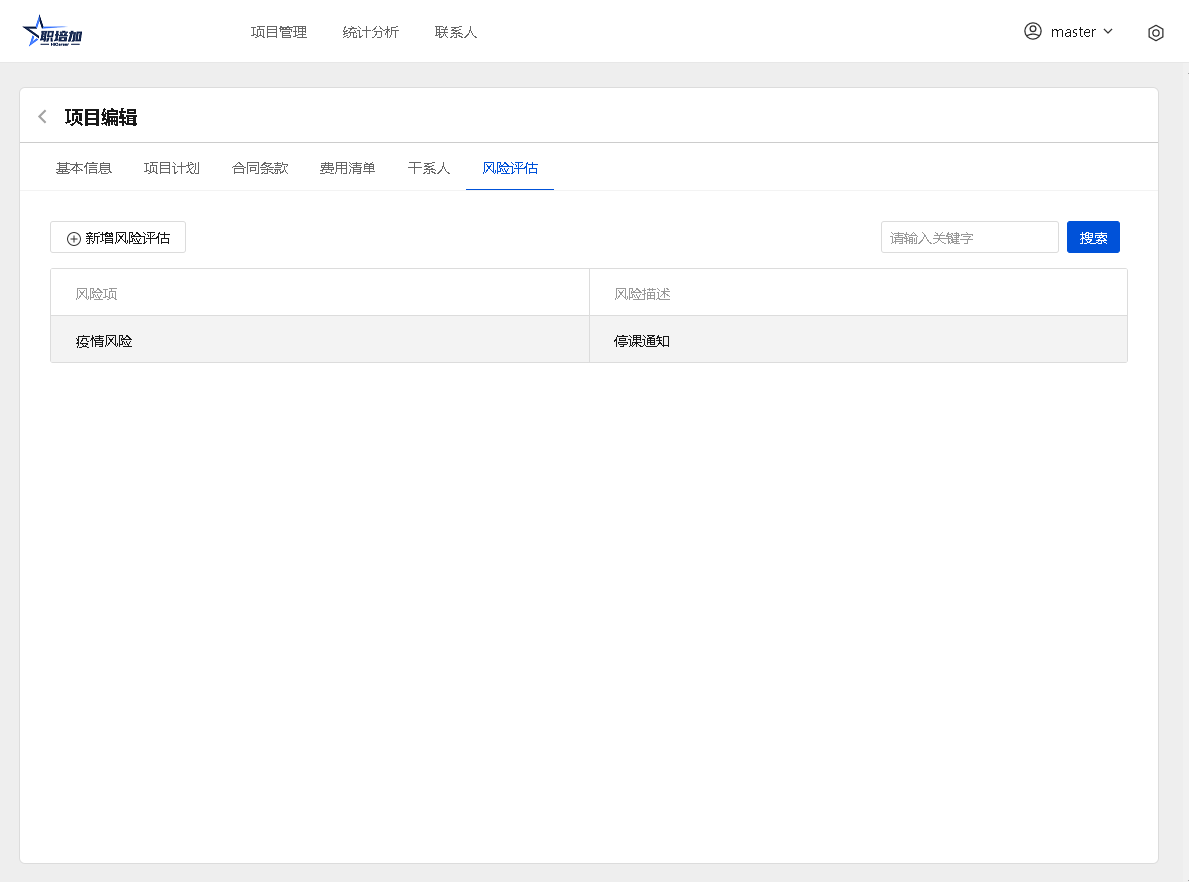 职培加
项目管理 统计分析 联系人 master
项目编辑
基本信息 项目计划 合同条款 费用清单 干系人 风险评估
新增风险评估 请输入关键字 搜索
风险项 风险描述
疫情风险 停课通知